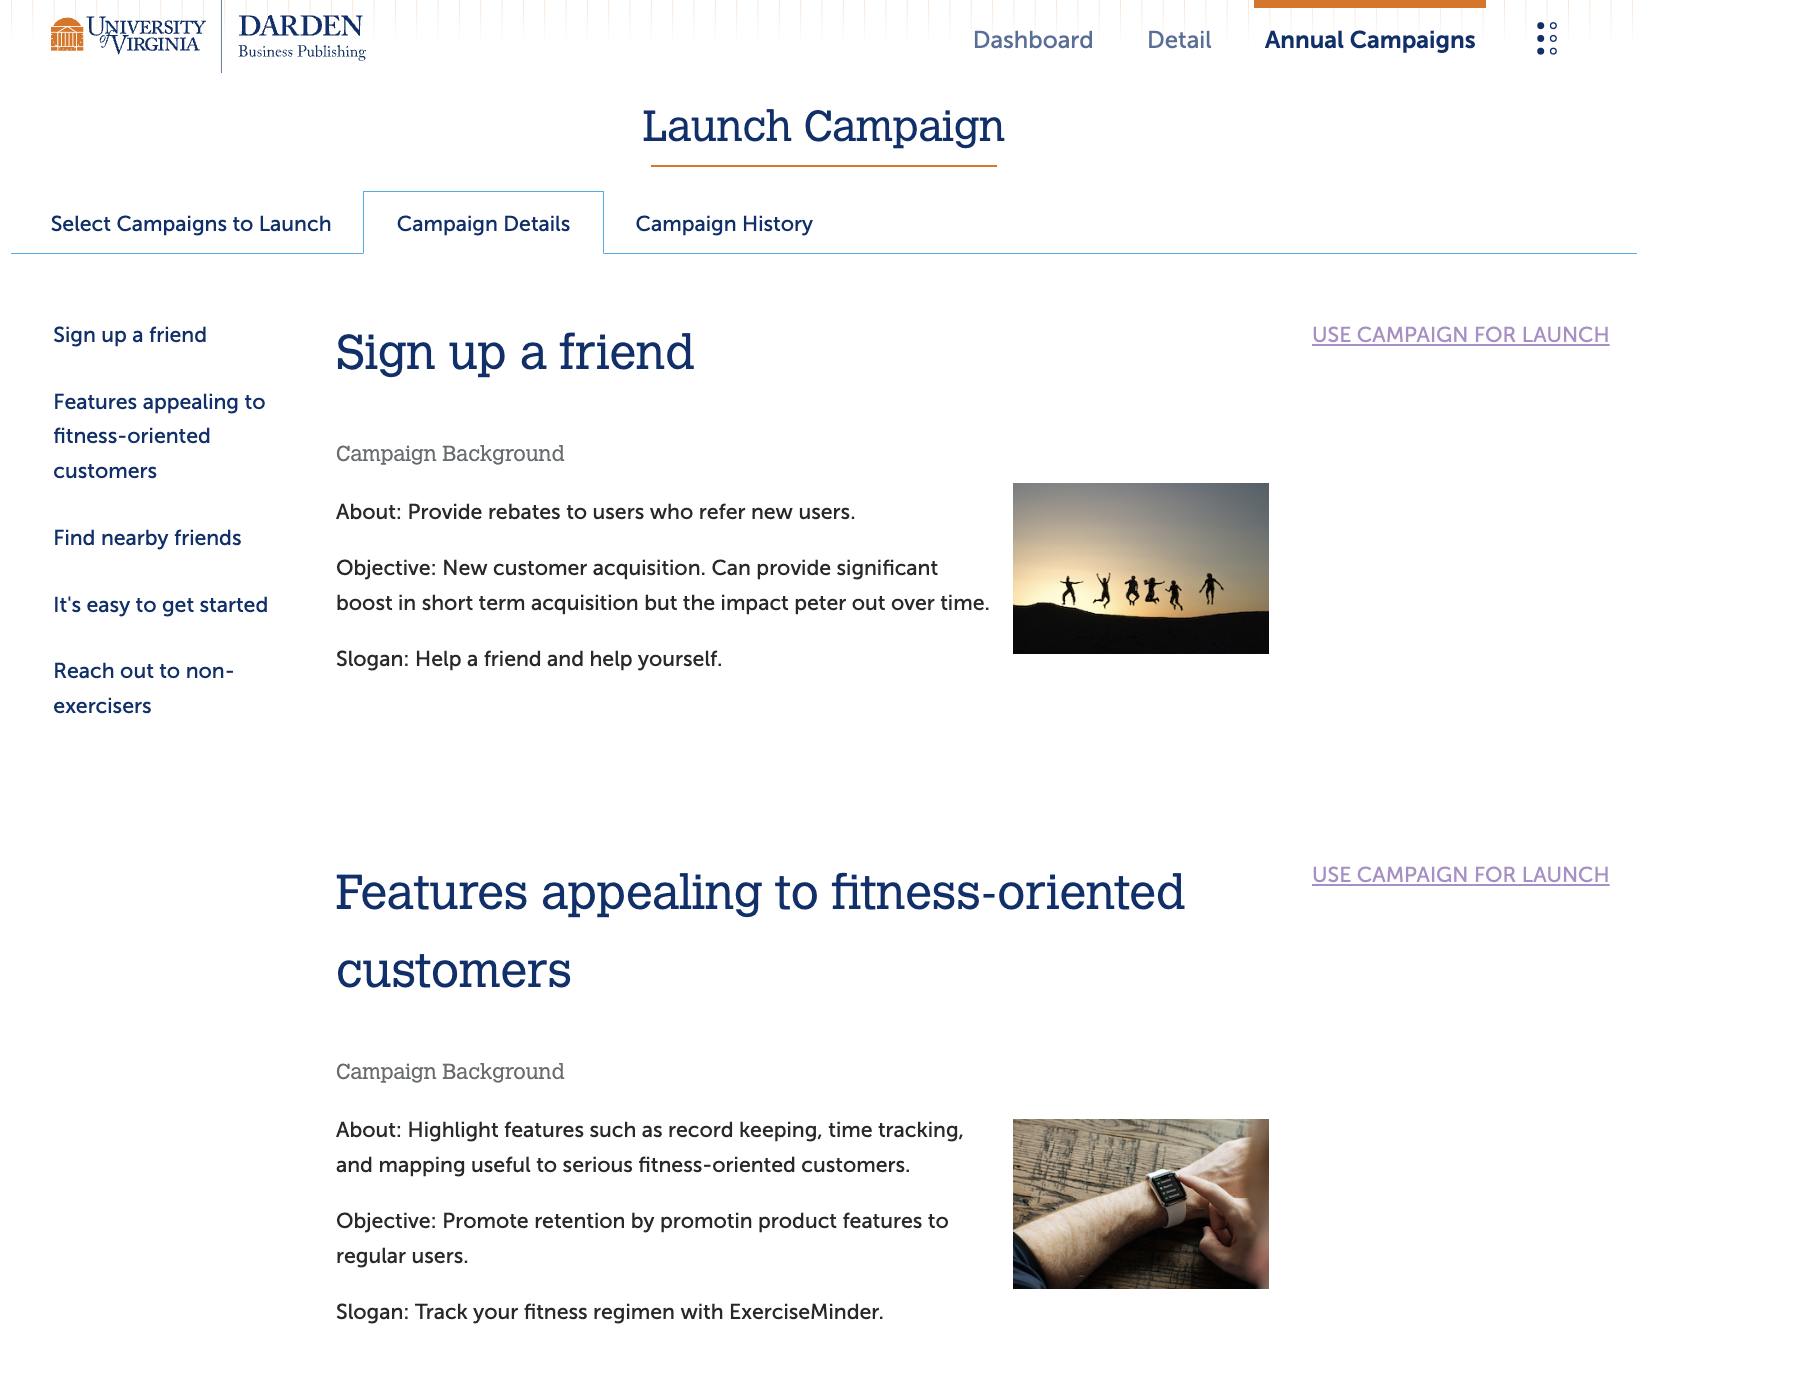 UNIVERSITY
of VIRGINIA
DARDEN
Business Publishing
Dashboard
Detail
Annual Campaigns
Launch Campaign
Select Campaigns to Launch
Campaign Details
Campaign History
Sign up a friend
Features appealing to
fitness-oriented
customers
Find nearby friends
It's easy to get started
Reach out to non-
exercisers
Sign up a friend
USE CAMPAIGN FOR LAUNCH
Campaign Background
About: Provide rebates to users who refer new users.
Objective: New customer acquisition. Can provide significant
boost in short term acquisition but the impact peter out over time.
Slogan: Help a friend and help yourself.
Features appealing to fitness-oriented
customers
USE CAMPAIGN FOR LAUNCH
Campaign Background
About: Highlight features such as record keeping, time tracking,
and mapping useful to serious fitness-oriented customers.
Objective: Promote retention by promotin product features to
regular users.
Slogan: Track your fitness regimen with ExerciseMinder.